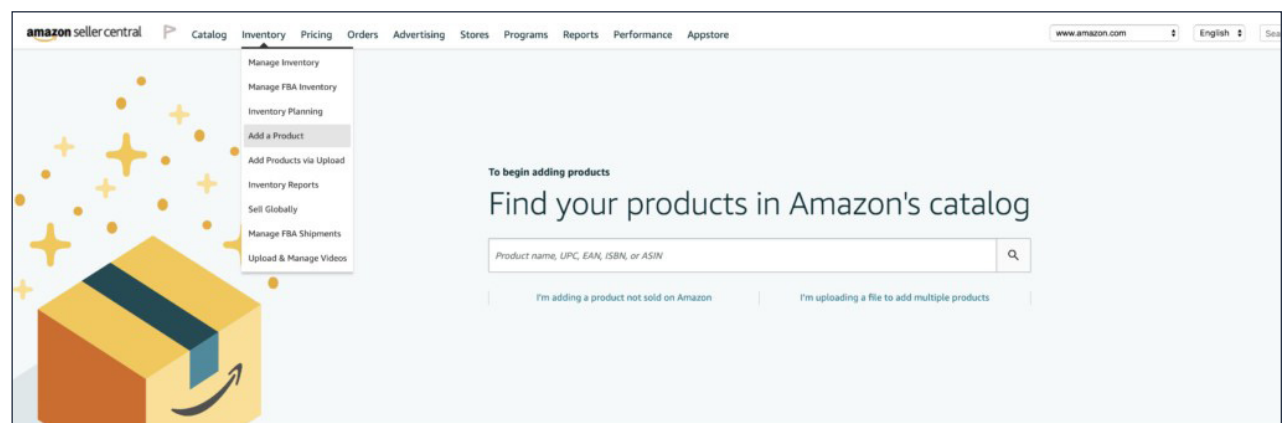 amazon seller central Catalog Inventory Pricing Orders Advertising Stores Programs Reports Performance Appstore www.amazon.com English Sea
Manage Inventory
Manage FBA Inventory
Inventory Planning
Add a Product
Add Products via Upload
Inventory Reports
Sell Globally
Manage FBA Shipments
Upload & Manage Videos
To begin adding products
Find your products in Amazon's catalog
Product name, UPC, EAN, ISBN, or ASIN
I'm adding a product not sold on Amazon
I'm uploading a file to add multiple products